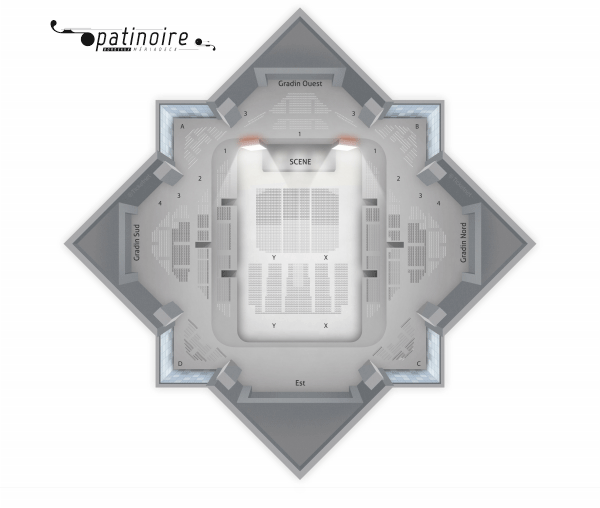 patinoire
BORDEAUX MÉRIADECK
Gradin Ouest
3 3
A B
1
1 SCENE 1
2 2
3 3
4 4
Gradin Sud
Gradin Nord
Y X
Y X
D C
Est